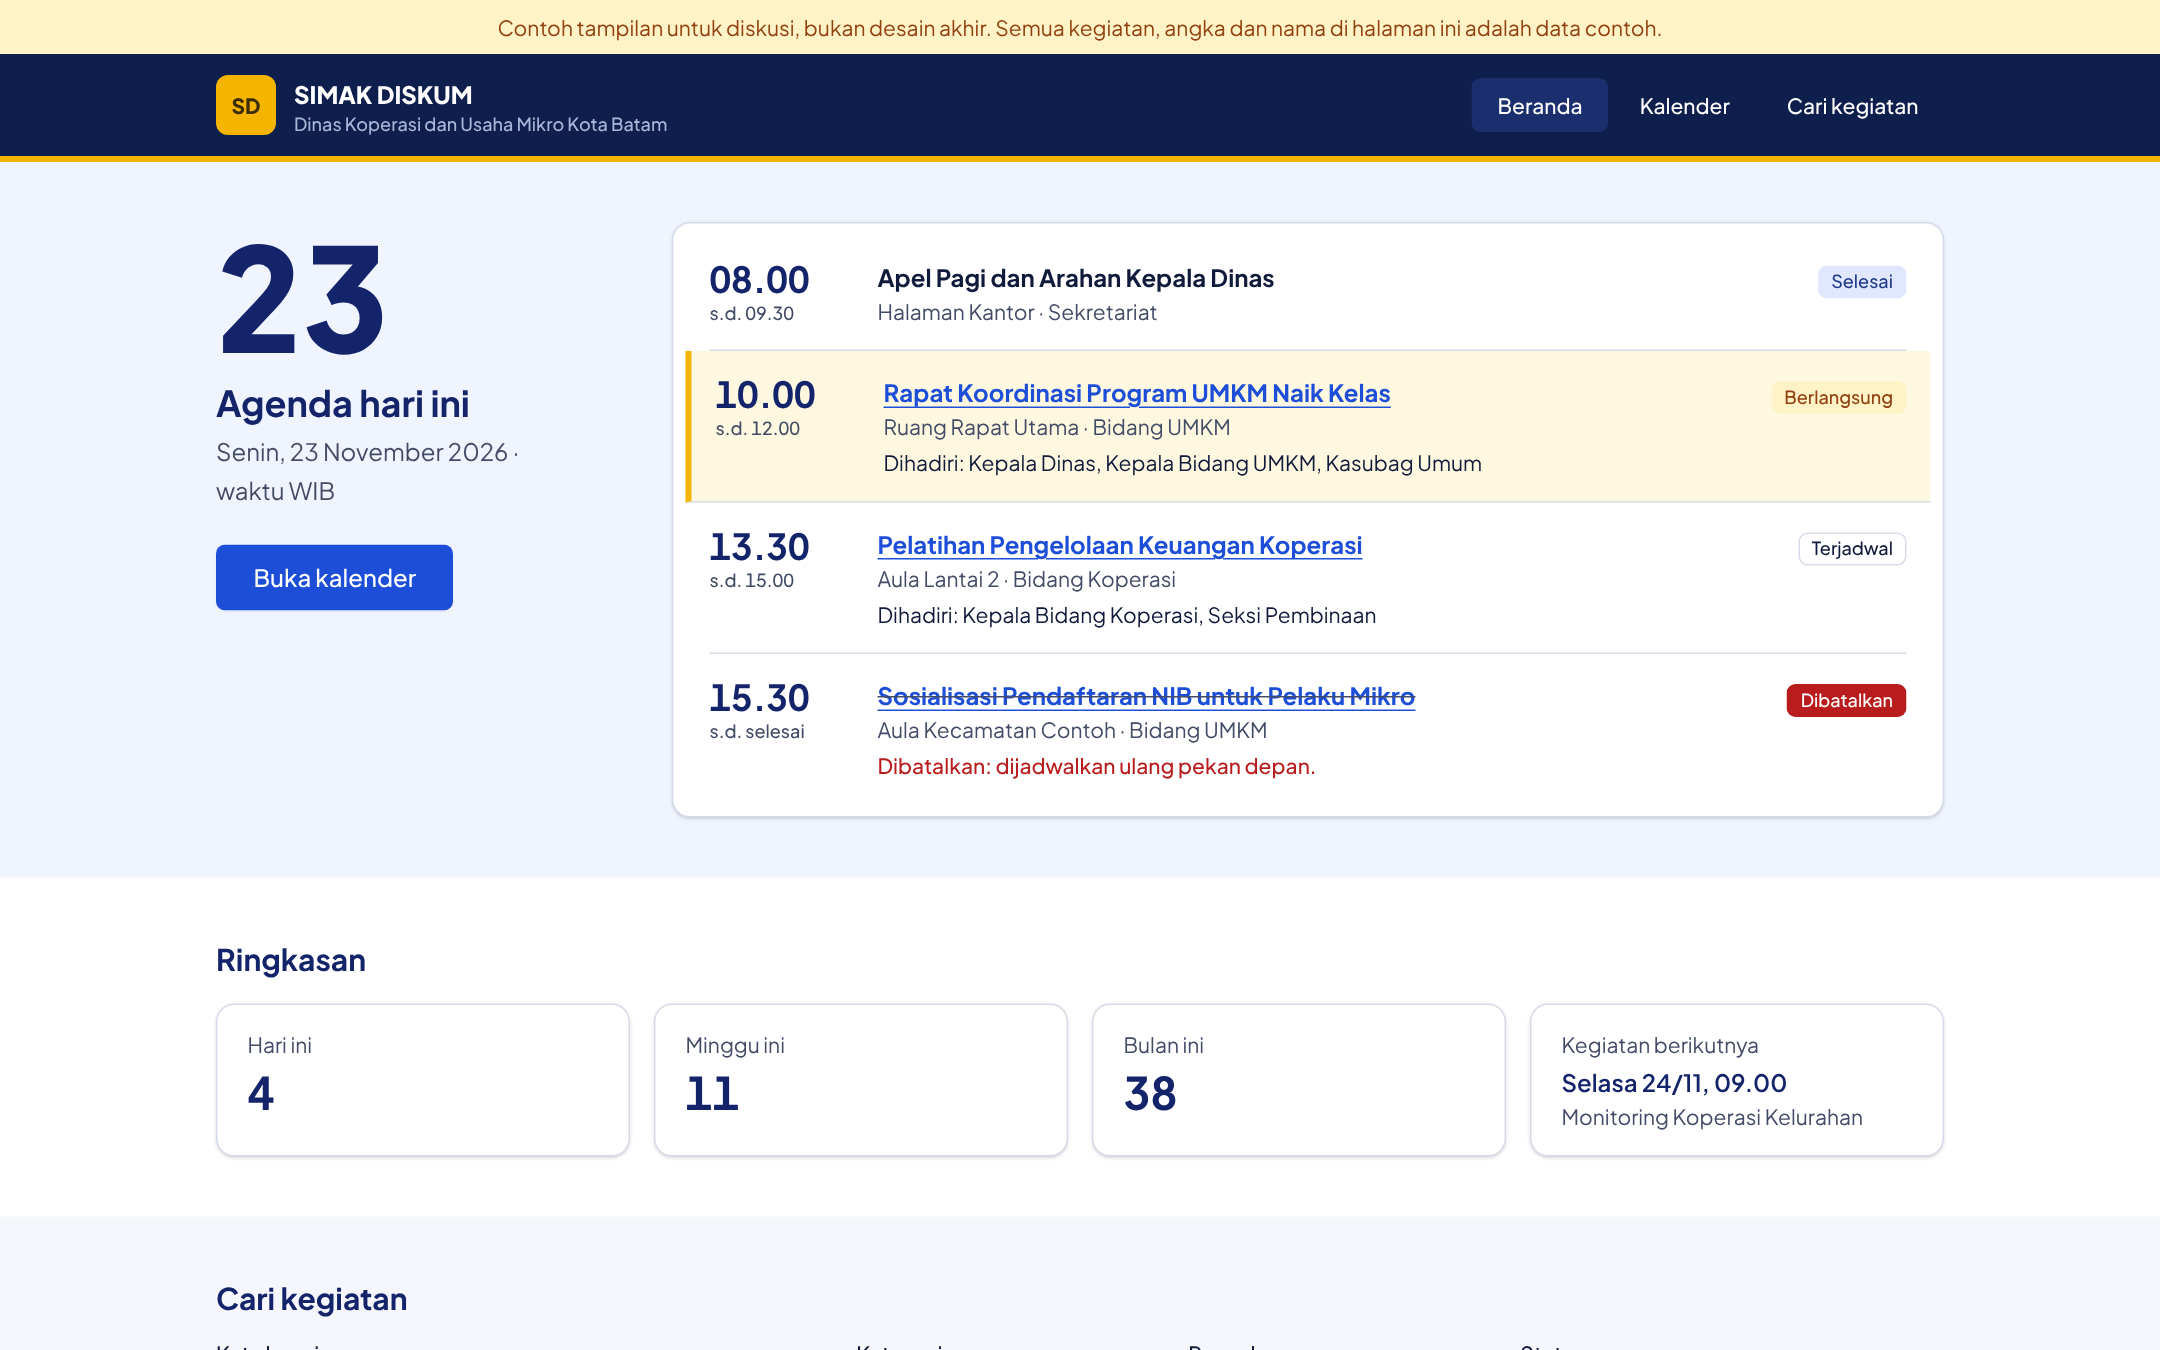 Contoh tampilan untuk diskusi, bukan desain akhir. Semua kegiatan, angka dan nama di halaman ini adalah data contoh.
SD
SIMAK DISKUM
Dinas Koperasi dan Usaha Mikro Kota Batam
Beranda
Kalender
Cari kegiatan
23
Agenda hari ini
Senin, 23 November 2026 ·
waktu WIB
Buka kalender
08.00
s.d. 09.30
Apel Pagi dan Arahan Kepala Dinas
Halaman Kantor · Sekretariat
Selesai
10.00
s.d. 12.00
Rapat Koordinasi Program UMKM Naik Kelas
Ruang Rapat Utama · Bidang UMKM
Dihadiri: Kepala Dinas, Kepala Bidang UMKM, Kasubag Umum
Berlangsung
13.30
s.d. 15.00
Pelatihan Pengelolaan Keuangan Koperasi
Aula Lantai 2 · Bidang Koperasi
Dihadiri: Kepala Bidang Koperasi, Seksi Pembinaan
Terjadwal
15.30
s.d. selesai
Sosialisasi Pendaftaran NIB untuk Pelaku Mikro
Aula Kecamatan Contoh · Bidang UMKM
Dibatalkan: dijadwalkan ulang pekan depan.
Dibatalkan
Ringkasan
Hari ini
4
Minggu ini
11
Bulan ini
38
Kegiatan berikutnya
Selasa 24/11, 09.00
Monitoring Koperasi Kelurahan
Cari kegiatan